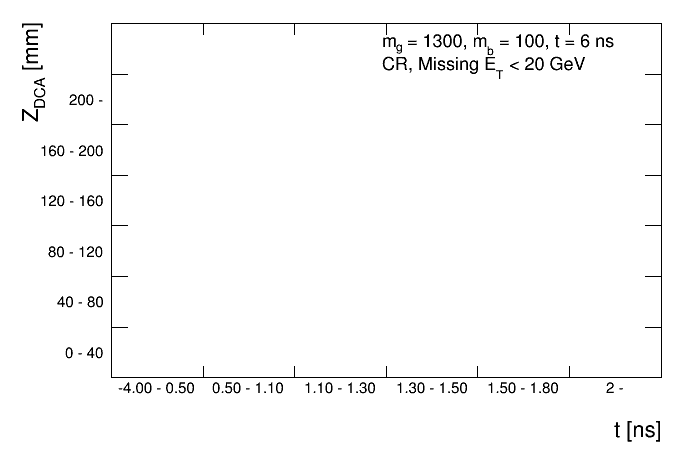 Z_DCA [mm]
m_g = 1300, m_b = 100, t = 6 ns
CR, Missing E_T < 20 GeV
200 -
160 - 200
120 - 160
80 - 120
40 - 80
0 - 40
-4.00 - 0.50 0.50 - 1.10 1.10 - 1.30 1.30 - 1.50 1.50 - 1.80 2 -
t [ns]